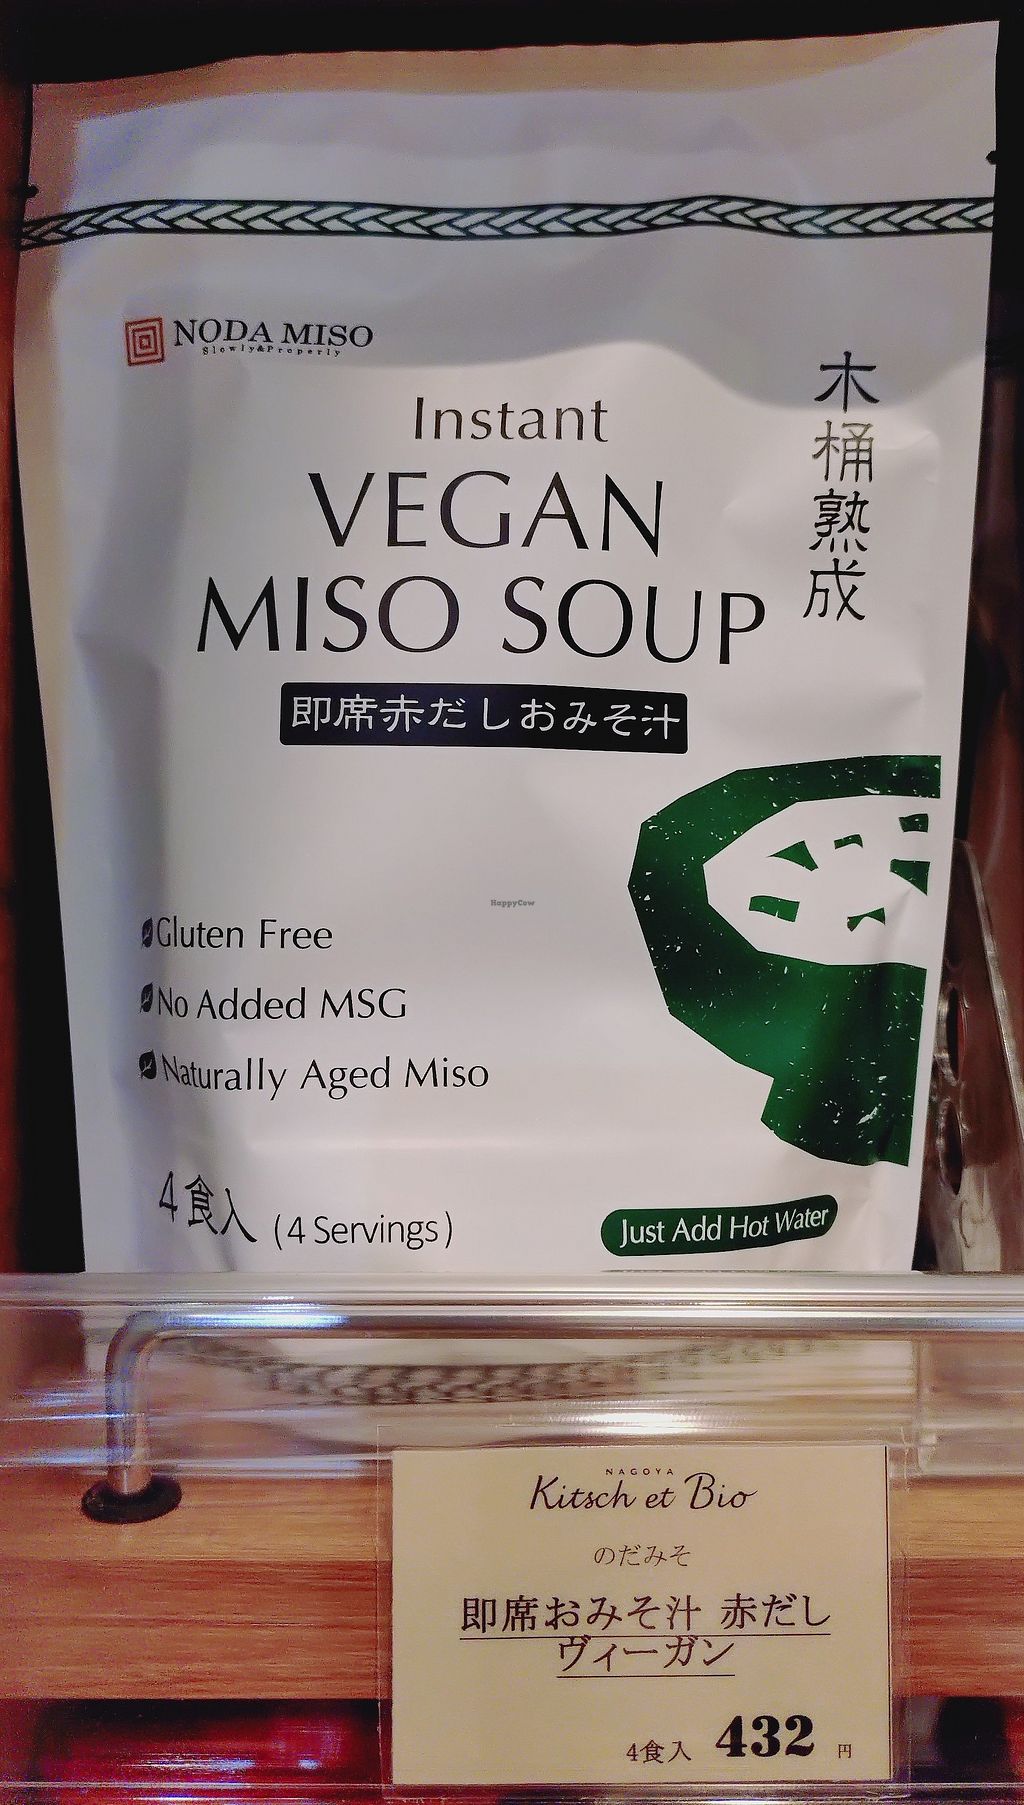 NODA MISO
Slowly&Properly
Instant
VEGAN
MISO SOUP
木桶熟成
即席赤だしおみそ汁
HappyCow
Gluten Free
No Added MSG
Naturally Aged Miso
4食入 (4 Servings)
Just Add Hot Water
NAGOYA
Kitsch et Bio
のだみそ
即席おみそ汁 赤だし
ヴィーガン
4食入 432 円